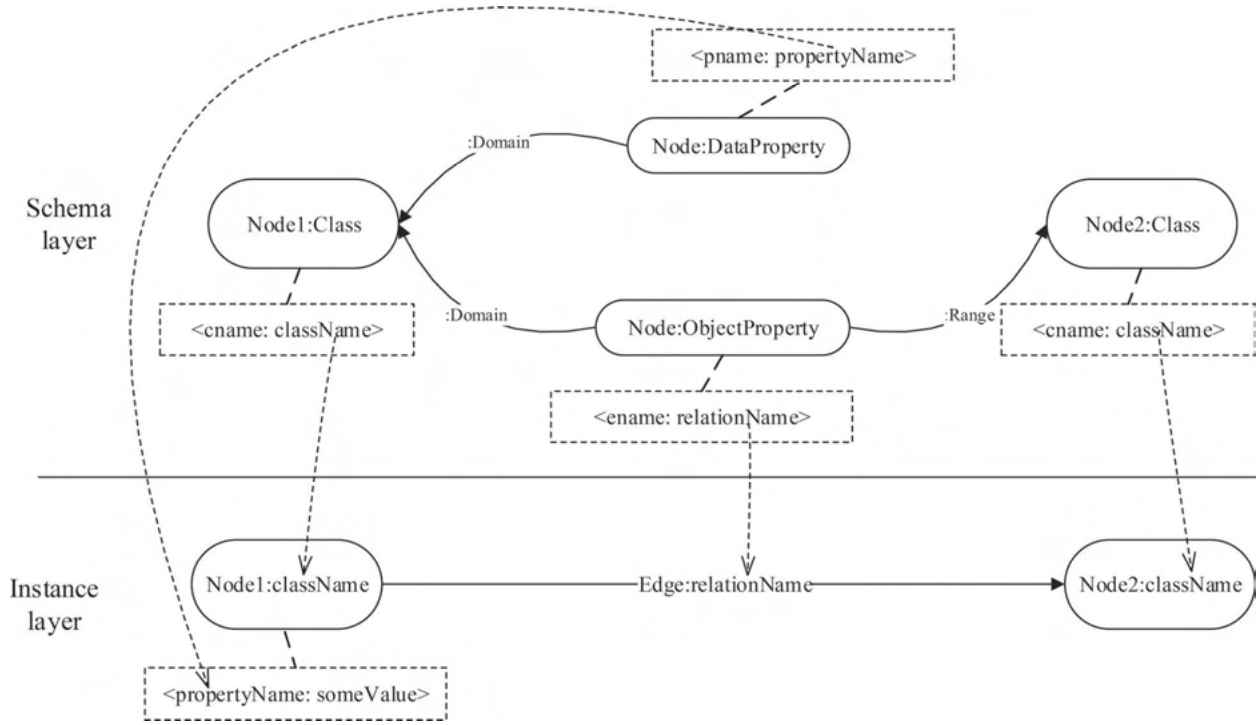 <pname: propertyName>
:Domain
Node:DataProperty
Schema
layer
Node1:Class
Node2:Class
<cname: className>
:Domain
Node:ObjectProperty
:Range
<cname: className>
<ename: relationName>
Instance
layer
Node1:className
Edge:relationName
Node2:className
<propertyName: someValue>